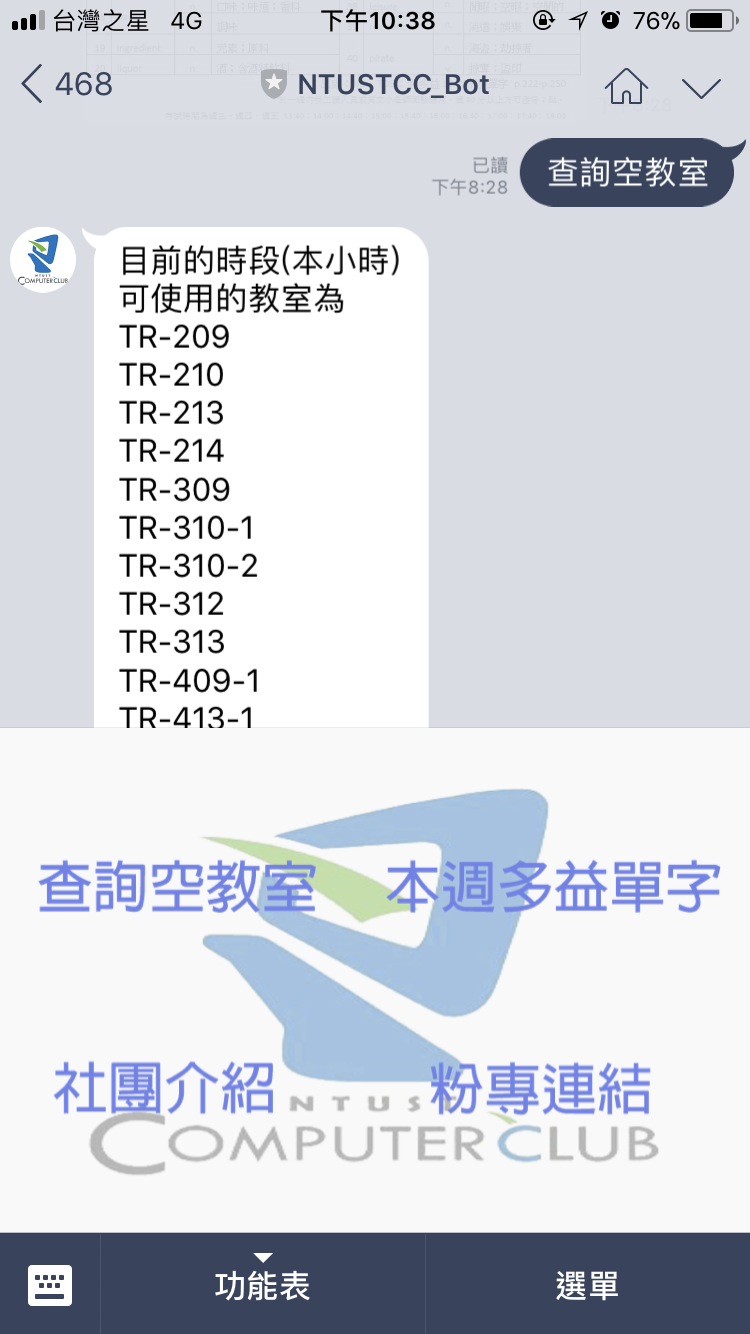 台灣之星 4G 下午10:38 76%
468 NTUSTCC_Bot
已讀
下午8:28
查詢空教室
NTUST
COMPUTERCLUB
目前的時段(本小時)
可使用的教室為
TR-209
TR-210
TR-213
TR-214
TR-309
TR-310-1
TR-310-2
TR-312
TR-313
TR-409-1
TR-413-1
查詢空教室 本週多益單字
社團介紹 粉專連結
NTUST
COMPUTER CLUB
功能表 選單